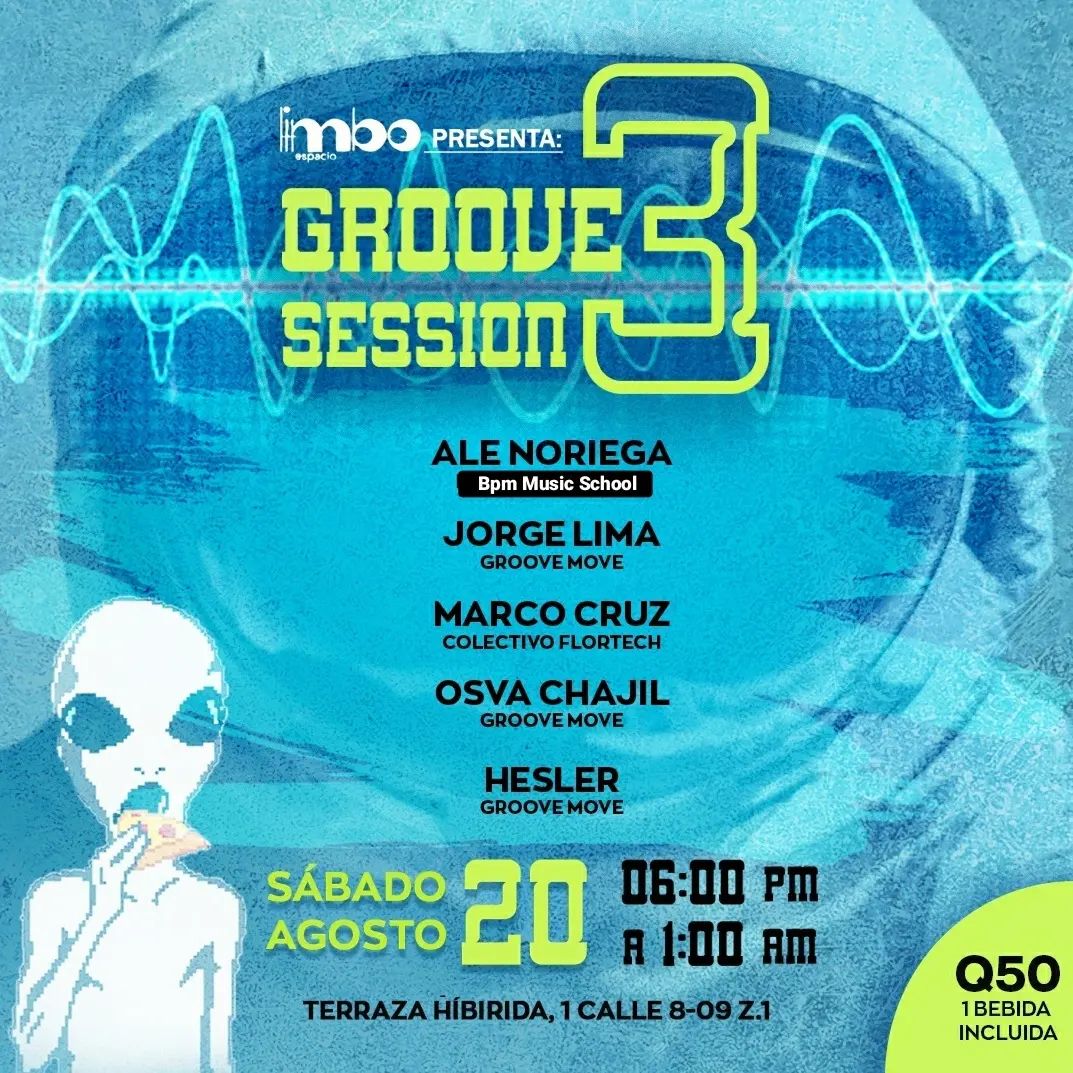 limbo
espacio
PRESENTA:
GROOVE
SESSION
3
ALE NORIEGA
Bpm Music School
JORGE LIMA
GROOVE MOVE
MARCO CRUZ
COLECTIVO FLORTECH
OSVA CHAJIL
GROOVE MOVE
HESLER
GROOVE MOVE
SÁBADO
AGOSTO
20
06:00 PM
A 1:00 AM
TERRAZA HÍBIRIDA, 1 CALLE 8-09 Z.1
Q50
1 BEBIDA
INCLUIDA